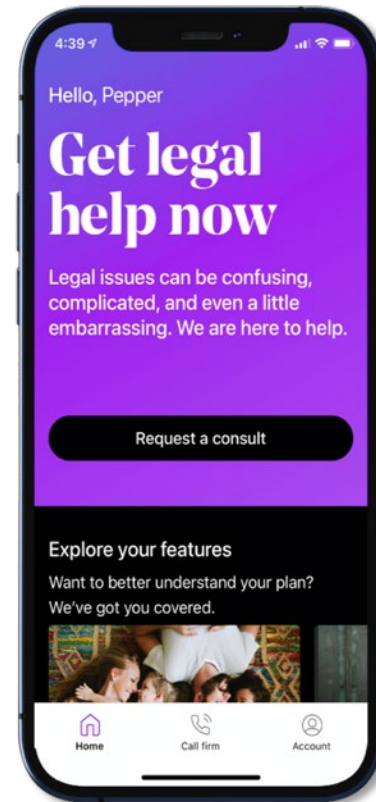 4:39
Hello, Pepper
Get legal
help now
Legal issues can be confusing,
complicated, and even a little
embarrassing. We are here to help.
Request a consult
Explore your features
Want to better understand your plan?
We've got you covered.
Home
Call firm
Account